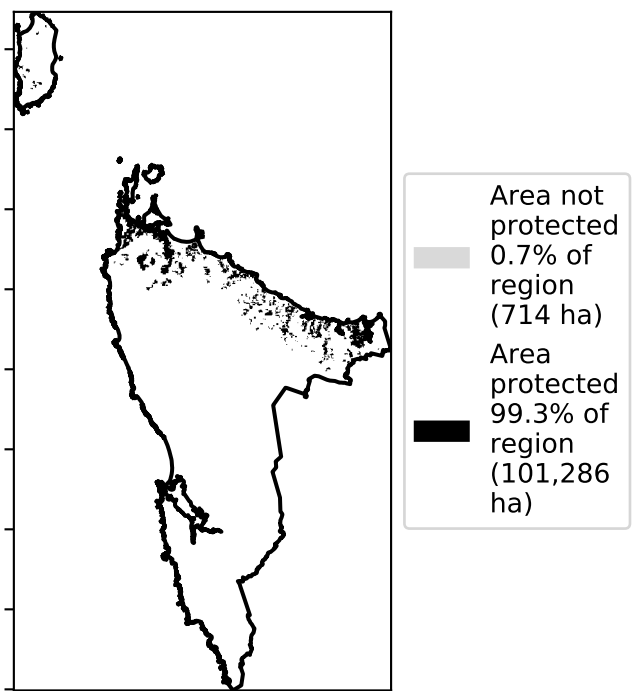 Area not
protected
0.7% of
region
(714 ha)
Area
protected
99.3% of
region
(101,286
ha)